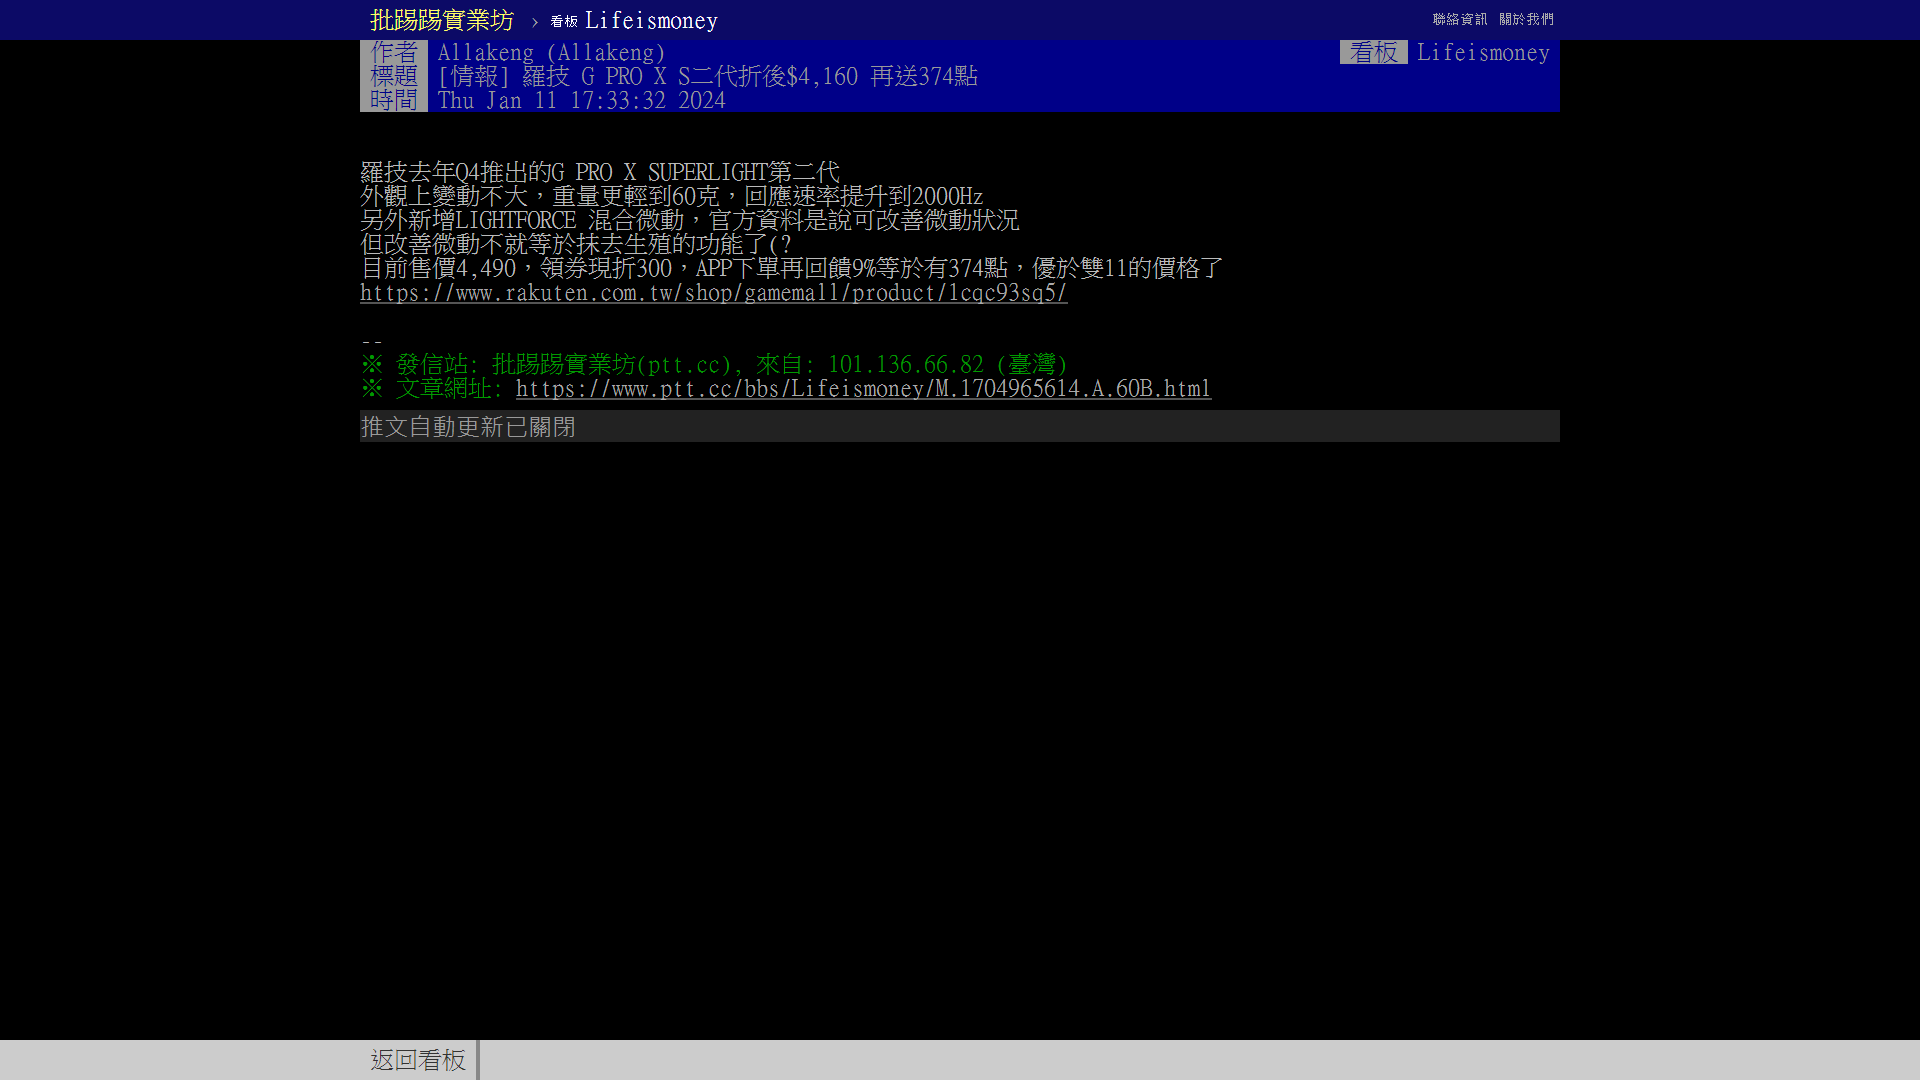 批踢踢實業坊 › 看板 Lifeismoney 聯絡資訊 關於我們
作者 Allakeng (Allakeng) 看板 Lifeismoney
標題 [情報] 羅技 G PRO X S二代折後$4,160 再送374點
時間 Thu Jan 11 17:33:32 2024
羅技去年Q4推出的G PRO X SUPERLIGHT第二代
外觀上變動不大，重量更輕到60克，回應速率提升到2000Hz
另外新增LIGHTFORCE 混合微動，官方資料是說可改善微動狀況
但改善微動不就等於抹去生殖的功能了(?
目前售價4,490，領券現折300，APP下單再回饋9%等於有374點，優於雙11的價格了
https://www.rakuten.com.tw/shop/gamemall/product/lcqc93sq5/
--
※ 發信站: 批踢踢實業坊(ptt.cc), 來自: 101.136.66.82 (臺灣)
※ 文章網址: https://www.ptt.cc/bbs/Lifeismoney/M.1704965614.A.60B.html
推文自動更新已關閉
返回看板